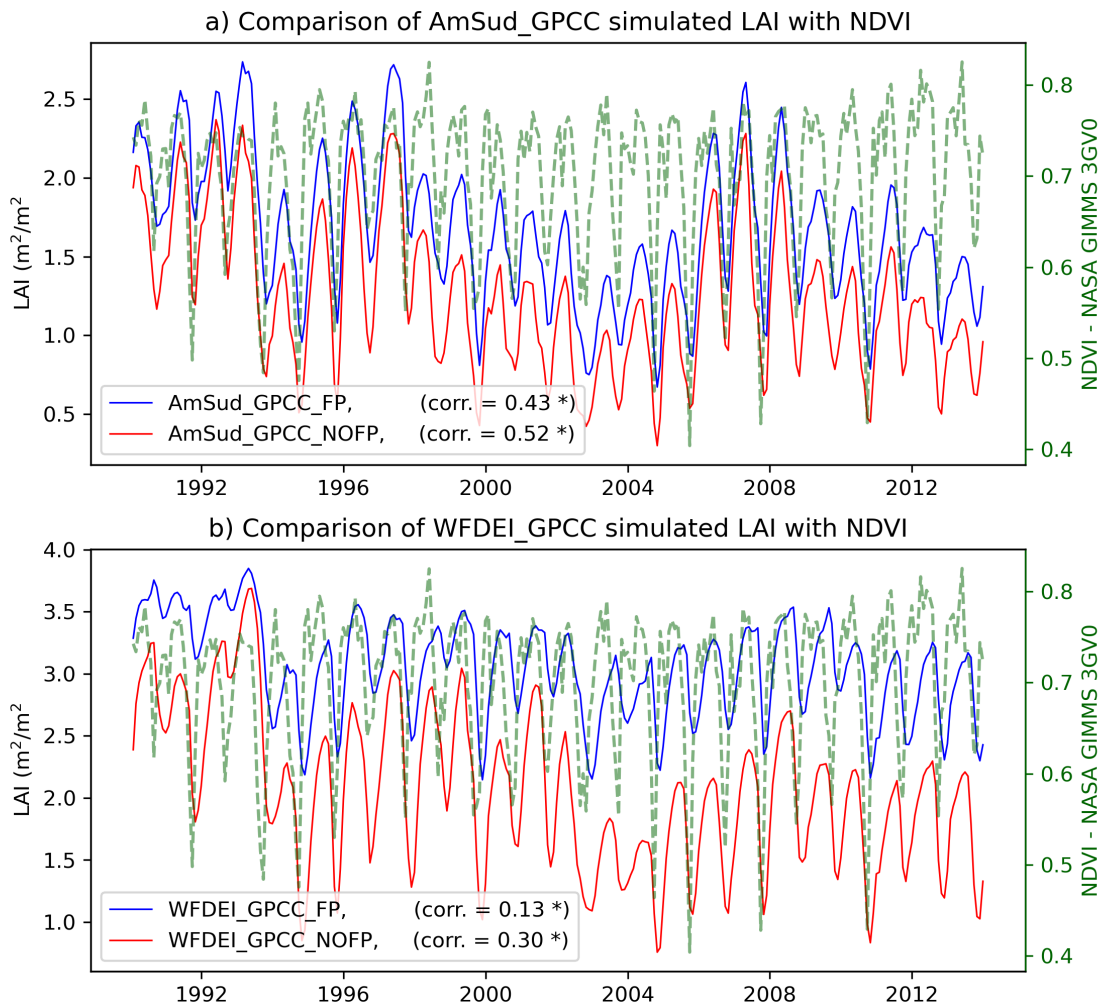 a) Comparison of AmSud_GPCC simulated LAI with NDVI
LAI (m²/m²)
2.5
2.0
1.5
1.0
0.5
0.8
0.7
0.6
0.5
0.4
NDVI - NASA GIMMS 3GV0
AmSud_GPCC_FP, (corr. = 0.43 *)
AmSud_GPCC_NOFP, (corr. = 0.52 *)
1992 1996 2000 2004 2008 2012
b) Comparison of WFDEI_GPCC simulated LAI with NDVI
LAI (m²/m²)
4.0
3.5
3.0
2.5
2.0
1.5
1.0
0.8
0.7
0.6
0.5
0.4
NDVI - NASA GIMMS 3GV0
WFDEI_GPCC_FP, (corr. = 0.13 *)
WFDEI_GPCC_NOFP, (corr. = 0.30 *)
1992 1996 2000 2004 2008 2012